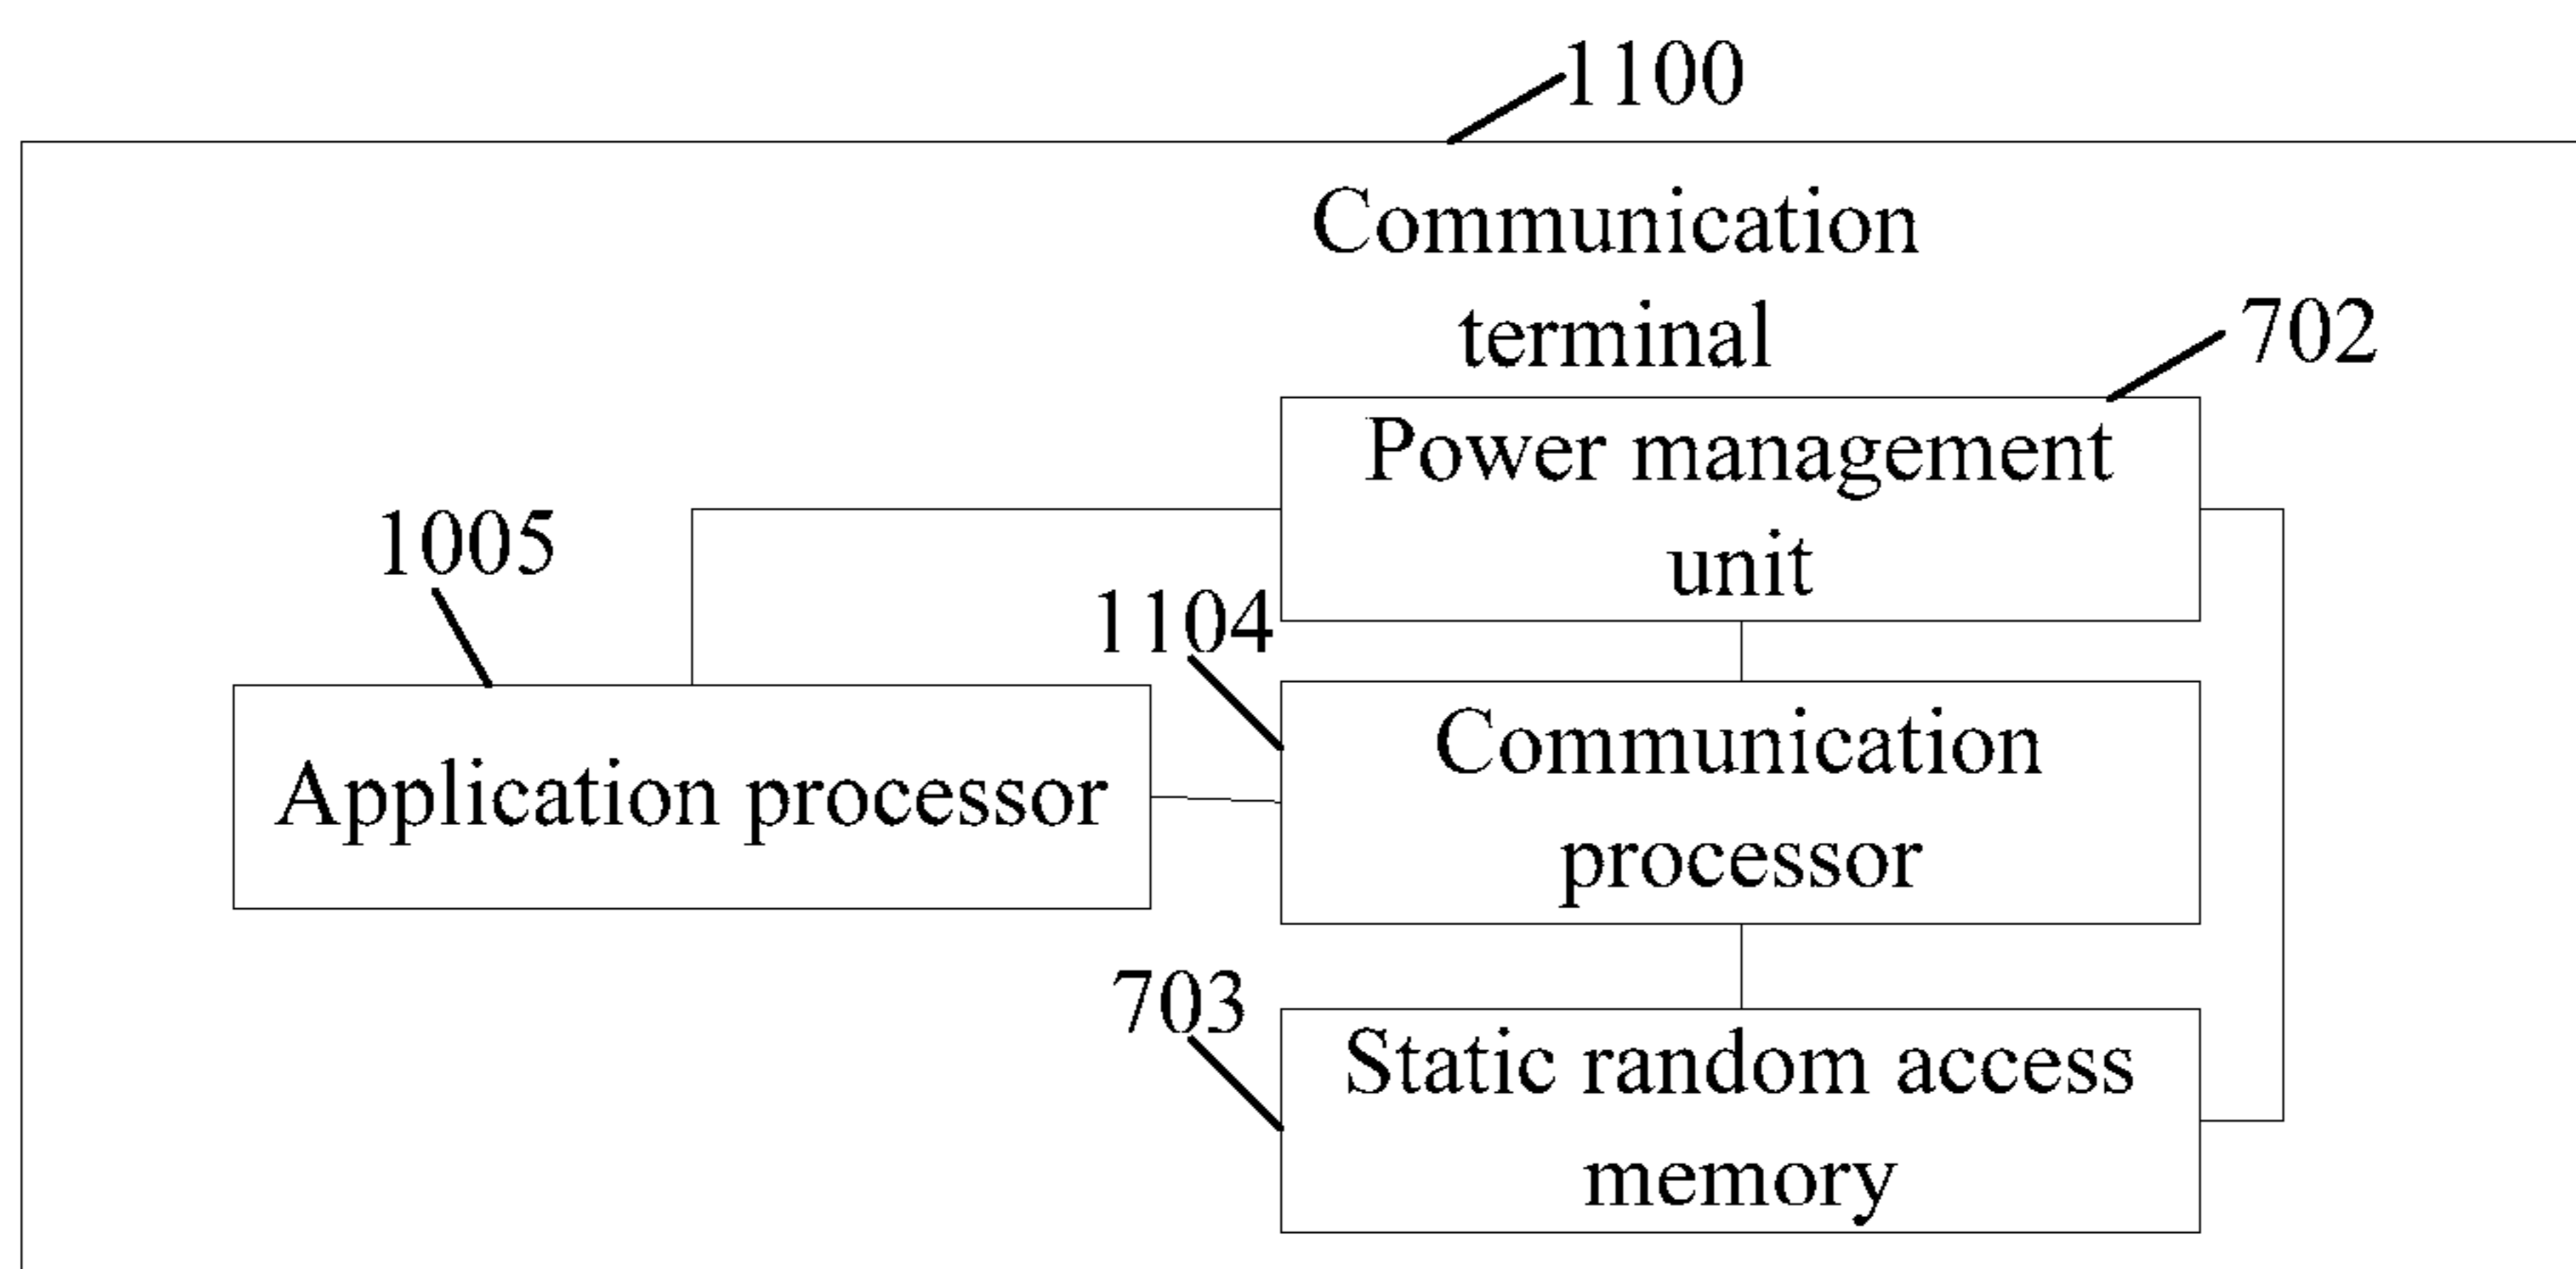 1100
Communication
terminal
702
Power management
unit
1005
1104
Application processor
Communication
processor
703
Static random access
memory